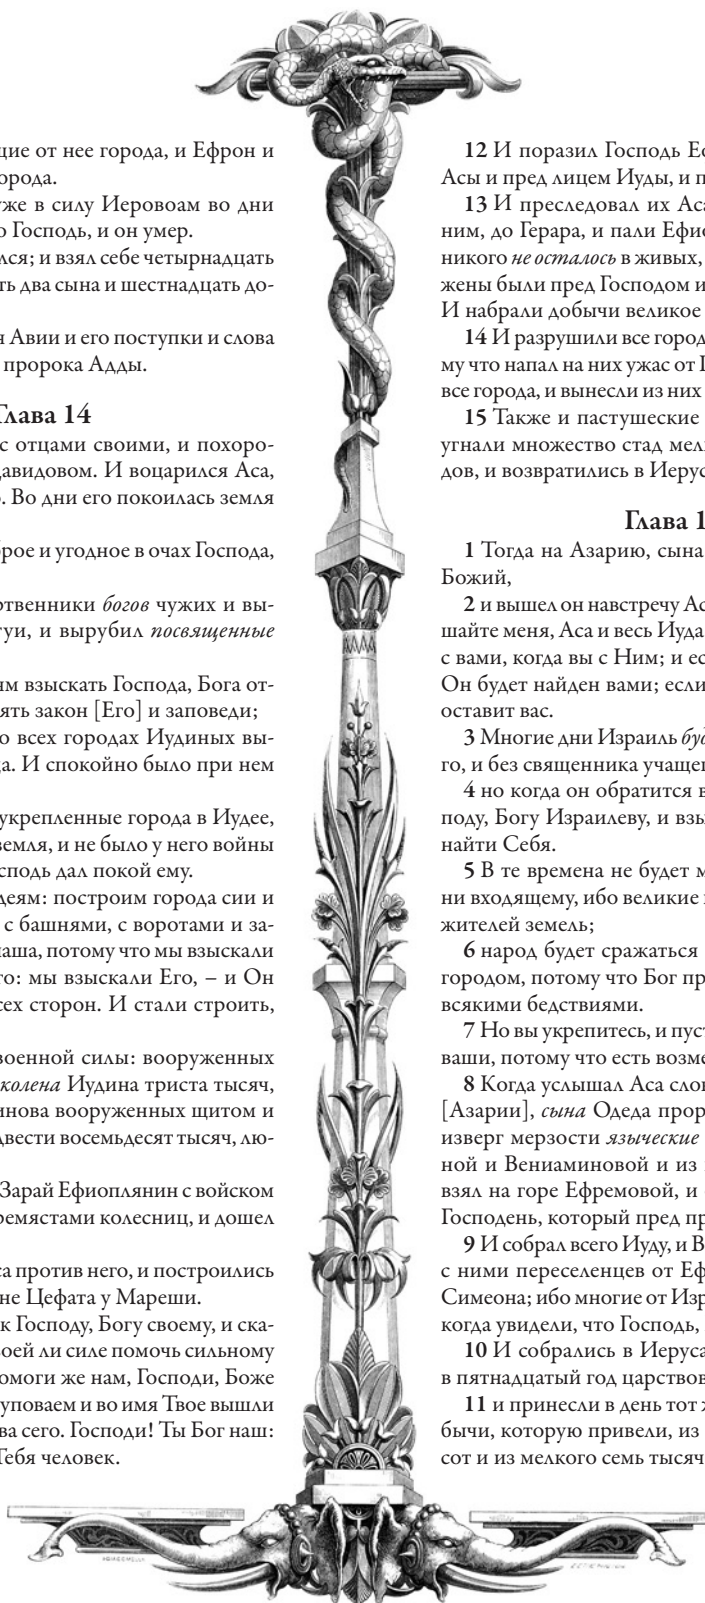 щие от нее города, и Ефрон и
орода.
уже в силу Иеровоам во дни
о Господь, и он умер.
лся; и взял себе четырнадцать
ть два сына и шестнадцать до-
я Авии и его поступки и слова
пророка Адды.
Глава 14
с отцами своими, и похоро-
давидовом. И воцарился Аса,
о. Во дни его покоилась земля
брое и угодное в очах Господа,
ртвенники богов чужих и вы-
туи, и вырубил посвященные
ям взыскать Господа, Бога от-
ять закон [Его] и заповеди;
о всех городах Иудиных вы-
ца. И спокойно было при нем
укрепленные города в Иудее,
земля, и не было у него войны
сподь дал покой ему.
деям: построим города сии и
с башнями, с воротами и за-
наша, потому что мы взыскали
го: мы взыскали Его, – и Он
сех сторон. И стали строить,
военной силы: вооруженных
колена Иудина триста тысяч,
инова вооруженных щитом и
двести восемьдесят тысяч, лю-
Зарай Ефиоплянин с войском
ремястами колесниц, и дошел
са против него, и построились
не Цефата у Мареши.
к Господу, Богу своему, и ска-
воей ли силе помочь сильному
омоги же нам, Господи, Боже
уповаем и во имя Твое вышли
ва сего. Господи! Ты Бог наш:
Тебя человек.
12 И поразил Господь Еф
Асы и пред лицем Иуды, и п
13 И преследовал их Аса
ним, до Герара, и пали Ефио
никого не осталось в живых,
жены были пред Господом и
И набрали добычи великое
14 И разрушили все город
му что напал на них ужас от Г
все города, и вынесли из них
15 Также и пастушеские
угнали множество стад мел
дов, и возвратились в Иерус
Глава 1
1 Тогда на Азарию, сына
Божий,
2 и вышел он навстречу Ас
шайте меня, Аса и весь Иуда
с вами, когда вы с Ним; и ес
Он будет найден вами; если
оставит вас.
3 Многие дни Израиль буд
го, и без священника учащег
4 но когда он обратится в
поду, Богу Израилеву, и взы
найти Себя.
5 В те времена не будет м
ни входящему, ибо великие
жителей земель;
6 народ будет сражаться
городом, потому что Бог пр
всякими бедствиями.
7 Но вы укрепитесь, и пуст
ваши, потому что есть возме
8 Когда услышал Аса слов
[Азарии], сына Одеда прор
изверг мерзости языческие
ной и Вениаминовой и из
взял на горе Ефремовой, и
Господень, который пред пр
9 И собрал всего Иуду, и В
с ними переселенцев от Еф
Симеона; ибо многие от Изр
когда увидели, что Господь,
10 И собрались в Иеруса
в пятнадцатый год царствов
11 и принесли в день тот ж
бычи, которую привели, из
сот и из мелкого семь тысяч